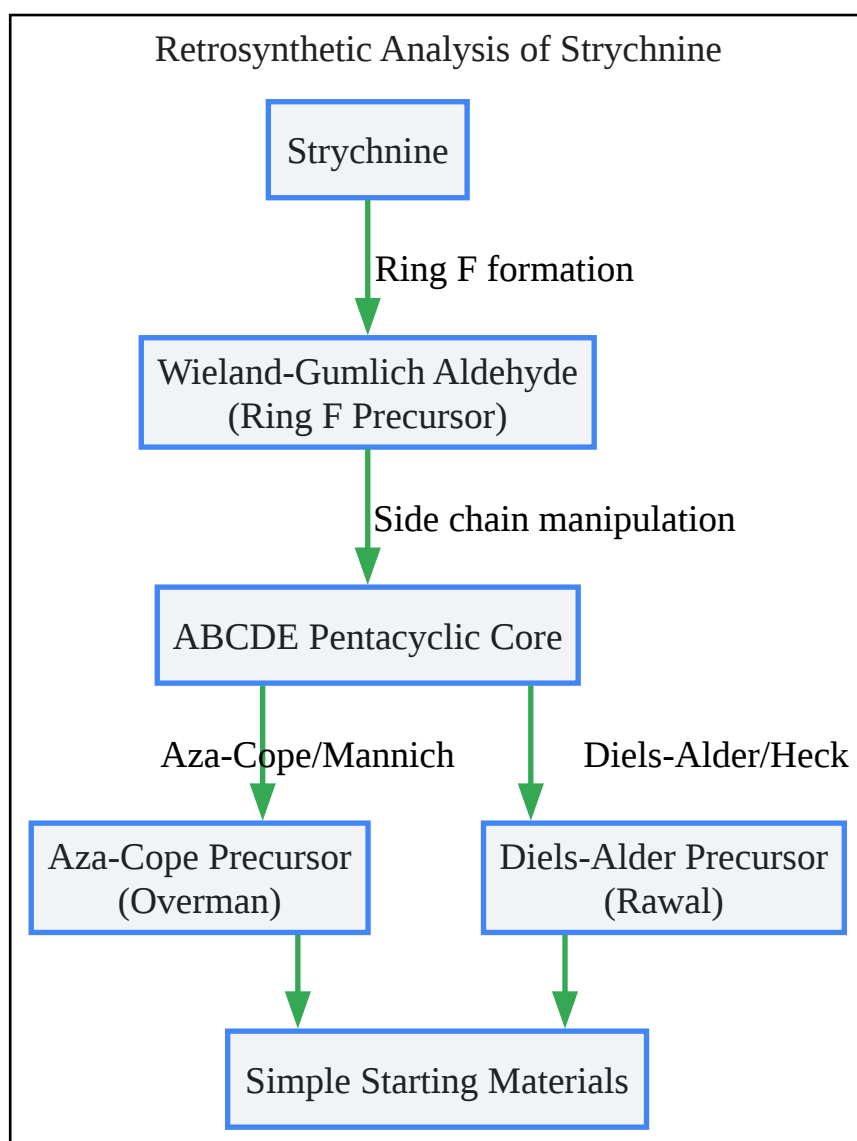 Retrosynthetic Analysis of Strychnine
Strychnine
Ring F formation
Wieland-Gumlich Aldehyde
(Ring F Precursor)
Side chain manipulation
ABCDE Pentacyclic Core
Aza-Cope/Mannich
Diels-Alder/Heck
Aza-Cope Precursor
(Overman)
Diels-Alder Precursor
(Rawal)
Simple Starting Materials